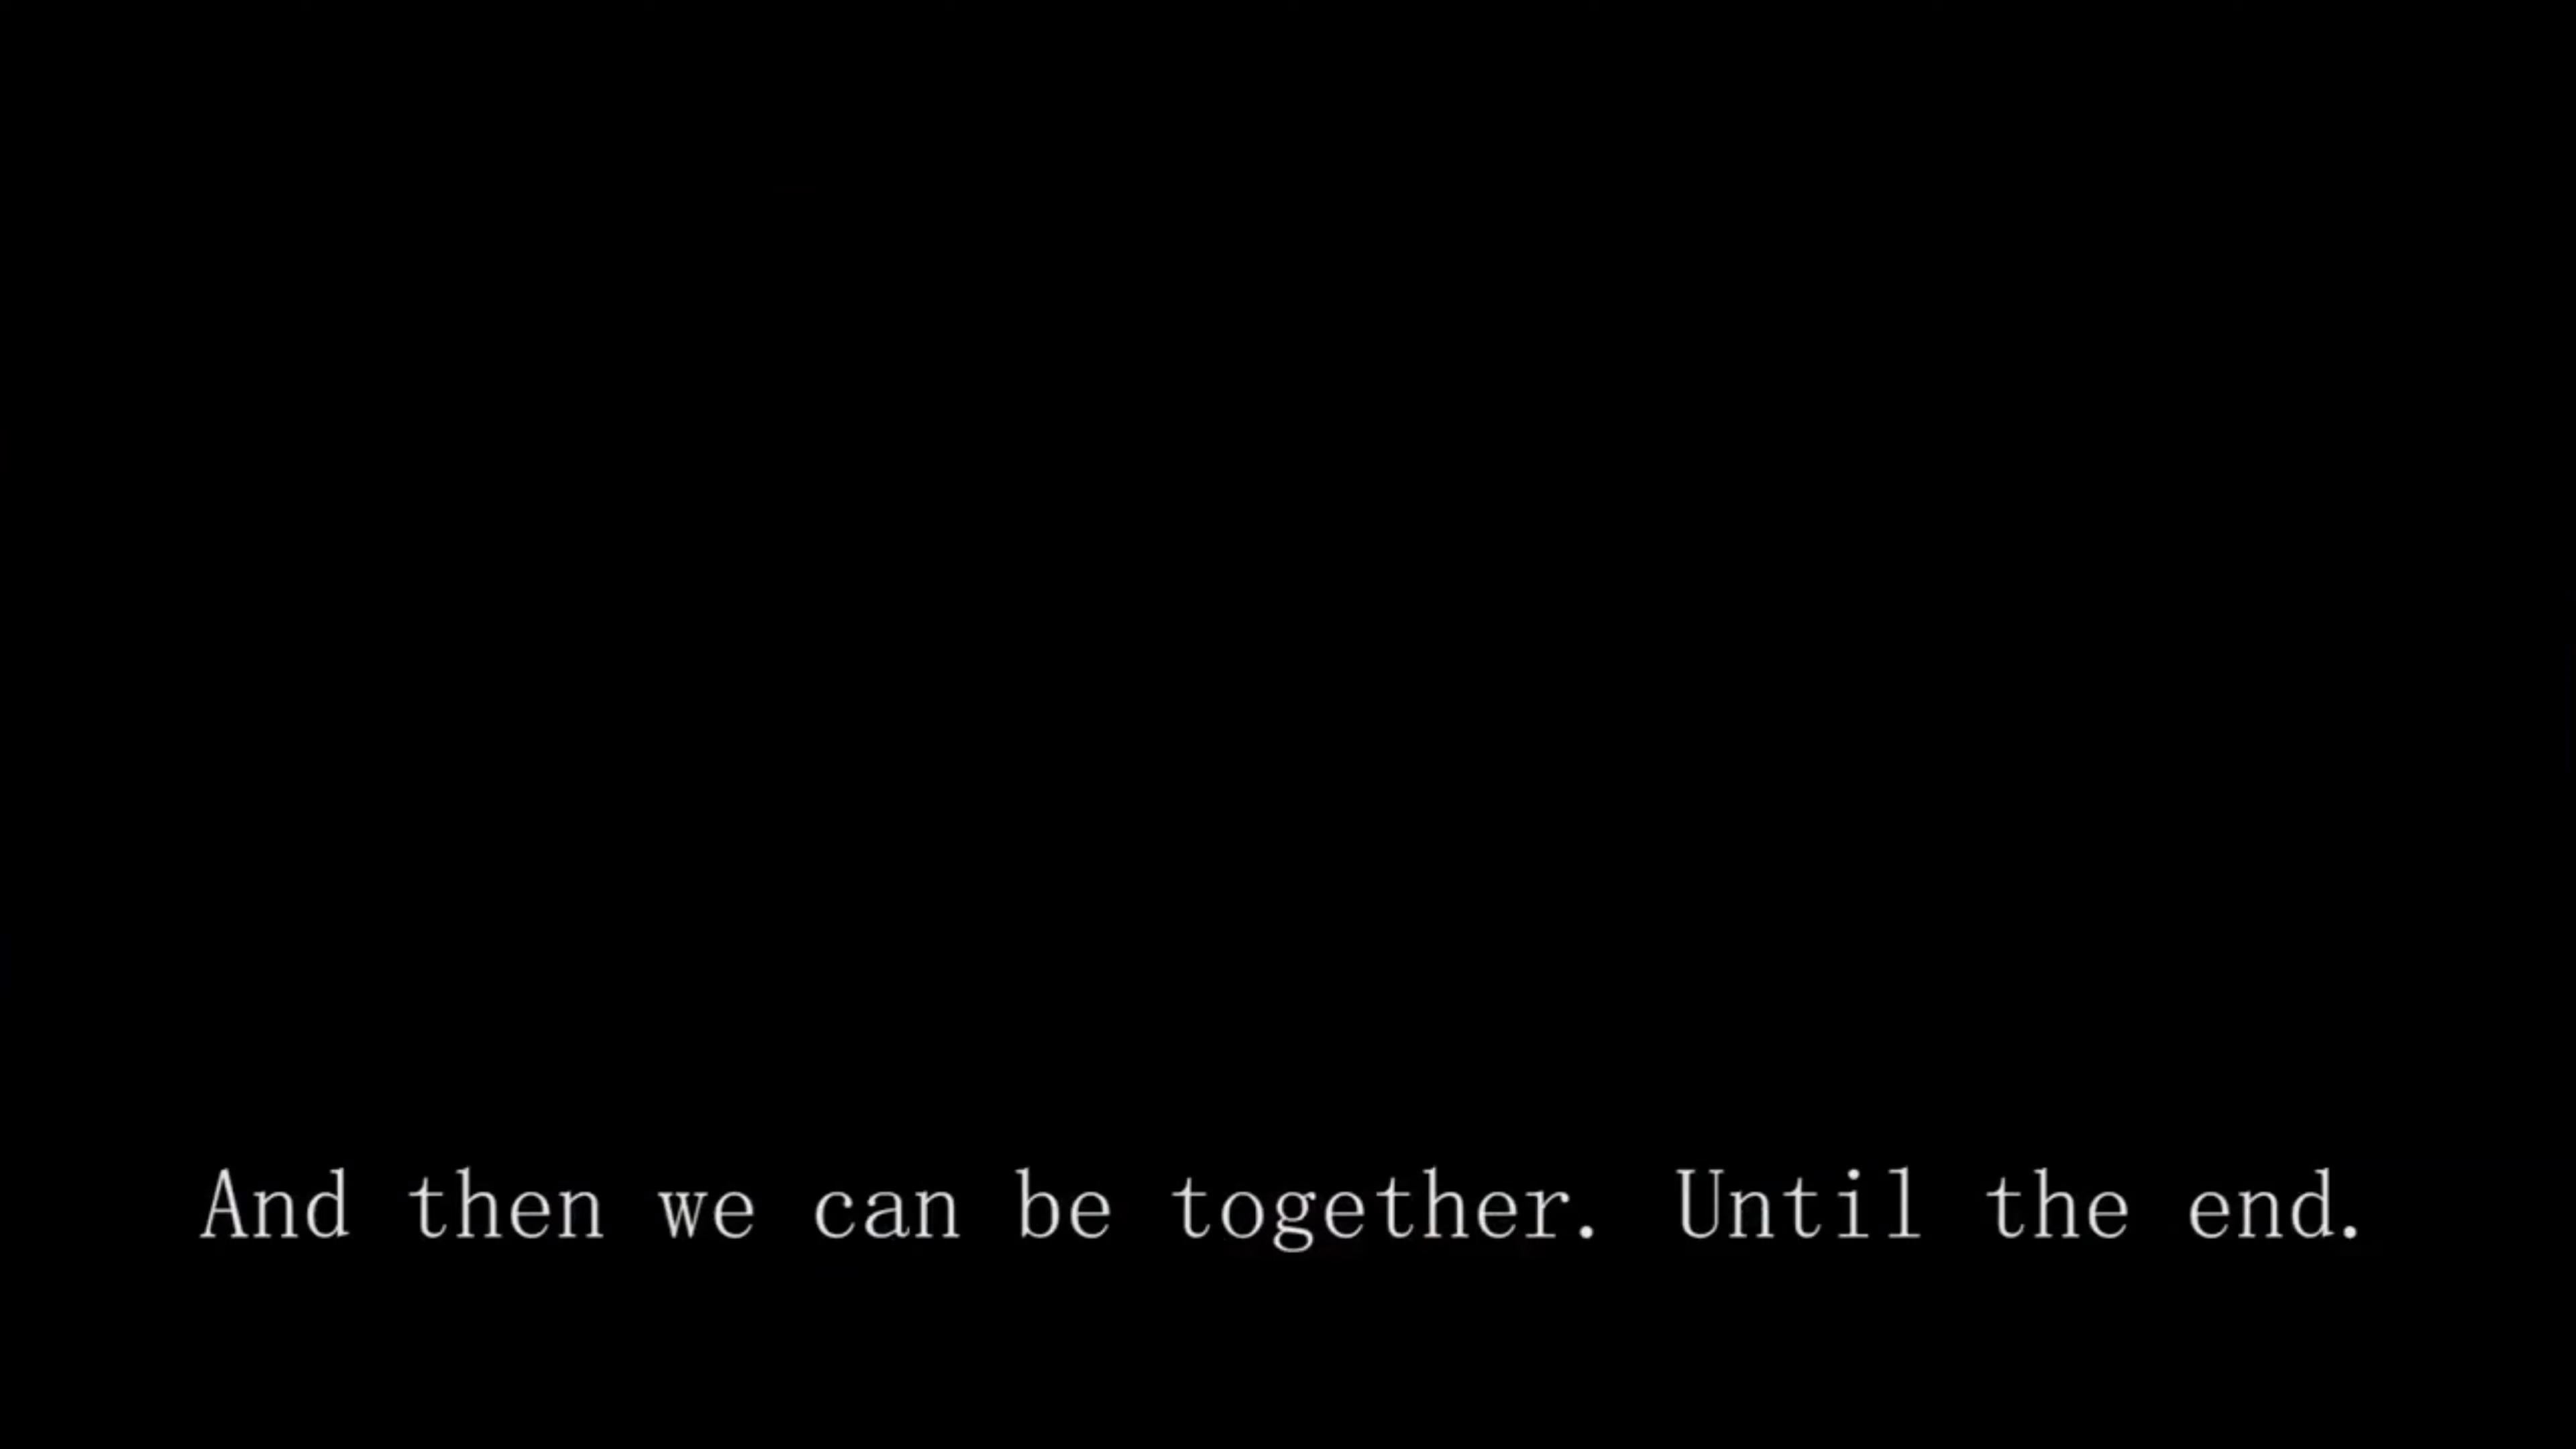 And then we can be together. Until the end.